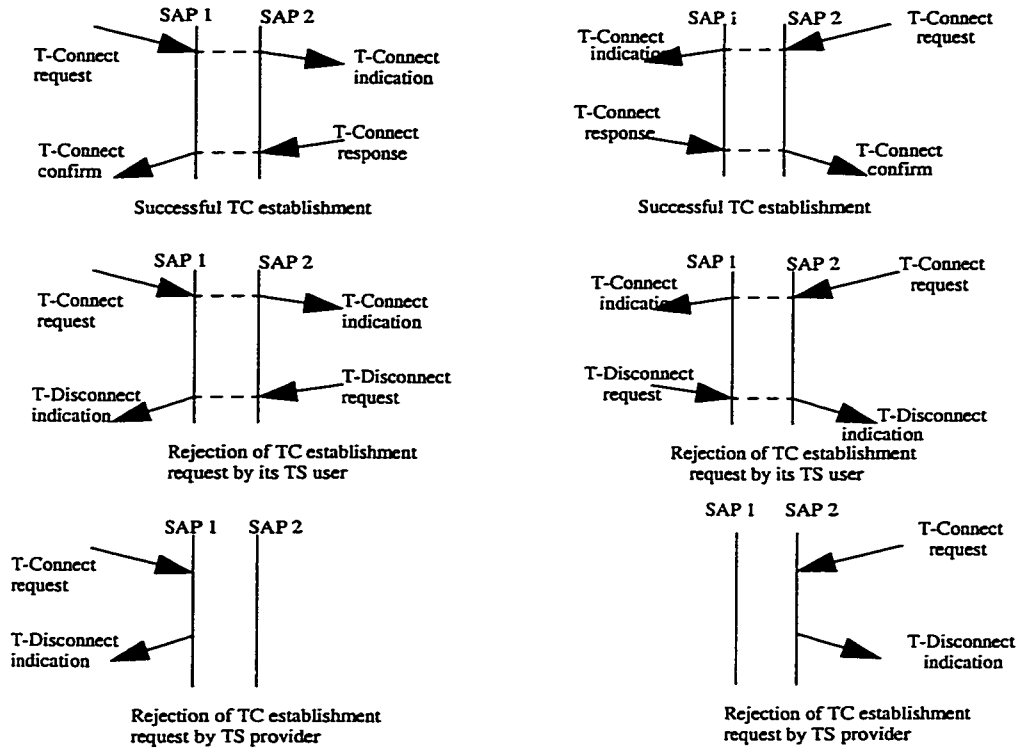 SAP 1 SAP 2
T-Connect
request
T-Connect
indication
T-Connect
confirm
T-Connect
response
Successful TC establishment
SAP i SAP 2
T-Connect
indication
T-Connect
request
T-Connect
response
T-Connect
confirm
Successful TC establishment
SAP 1 SAP 2
T-Connect
request
T-Connect
indication
T-Disconnect
indication
T-Disconnect
request
Rejection of TC establishment
request by its TS user
SAP 1 SAP 2
T-Connect
indication
T-Connect
request
T-Disconnect
request
T-Disconnect
indication
Rejection of TC establishment
request by its TS user
SAP 1 SAP 2
T-Connect
request
T-Disconnect
indication
Rejection of TC establishment
request by TS provider
SAP 1 SAP 2
T-Connect
request
T-Disconnect
indication
Rejection of TC establishment
request by TS provider